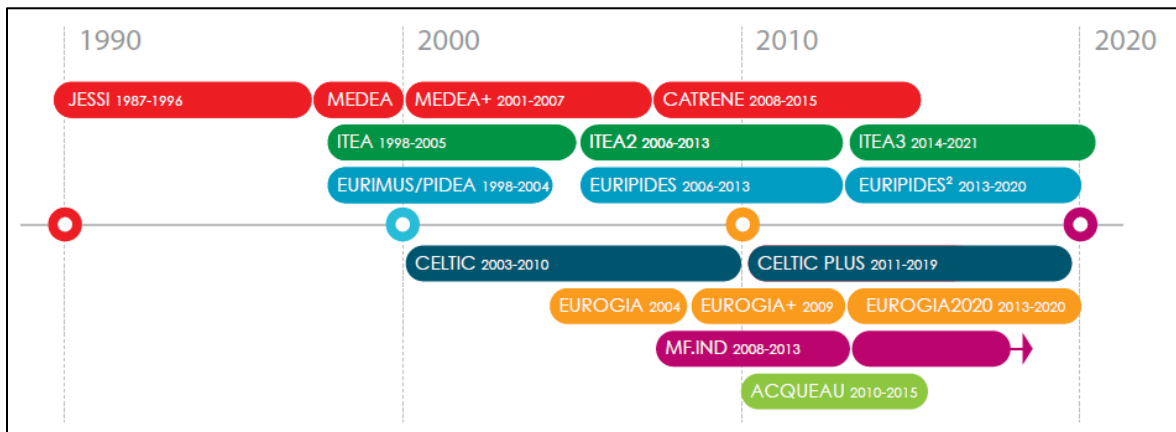 1990 2000 2010 2020
JESSI 1987-1996 MEDEA MEDEA+ 2001-2007 CATRENE 2008-2015
ITEA 1998-2005 ITEA2 2006-2013 ITEA3 2014-2021
EURIMUS/PIDEA 1998-2004 EURIPIDES 2006-2013 EURIPIDES² 2013-2020
CELTIC 2003-2010 CELTIC PLUS 2011-2019
EUROGIA 2004 EUROGIA+ 2009 EUROGIA2020 2013-2020
MF.IND 2008-2013
ACQUEAU 2010-2015